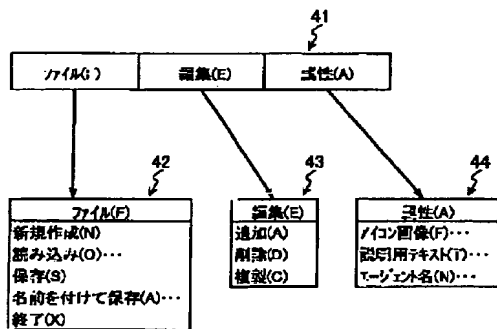 41
ファイル(F) 編集(E) 属性(A)
42 43 44
ファイル(F)
新規作成(N)
読み込み(O)…
保存(S)
名前を付けて保存(A)…
終了(X)
編集(E)
追加(A)
削除(D)
複製(C)
属性(A)
アイコン画像(F)…
説明用テキスト(T)…
エージェント名(N)…